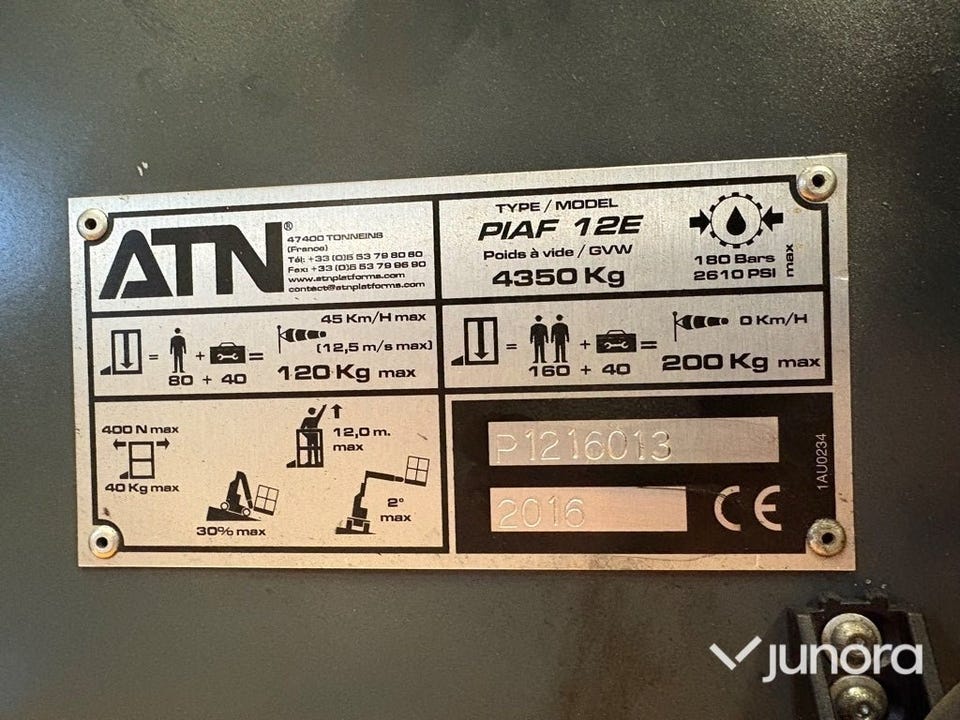 ATN®
47400 TONNEINS
(France)
Tél: +33 (0)5 53 79 80 80
Fax: +33 (0)5 53 79 96 90
www.atnplatforms.com
contact@atnplatforms.com
TYPE / MODEL
PIAF 12E
Poids à vide / GVW
4350 Kg
180 Bars
2610 PSI
max
45 Km/H max
(12,5 m/s max)
= + =
80 + 40
120 Kg max
0 Km/H
= + =
160 + 40
200 Kg max
400 N max
40 Kg max
12,0 m.
max
30% max
2°
max
P1216013
2016
CE
1AU0234
junora